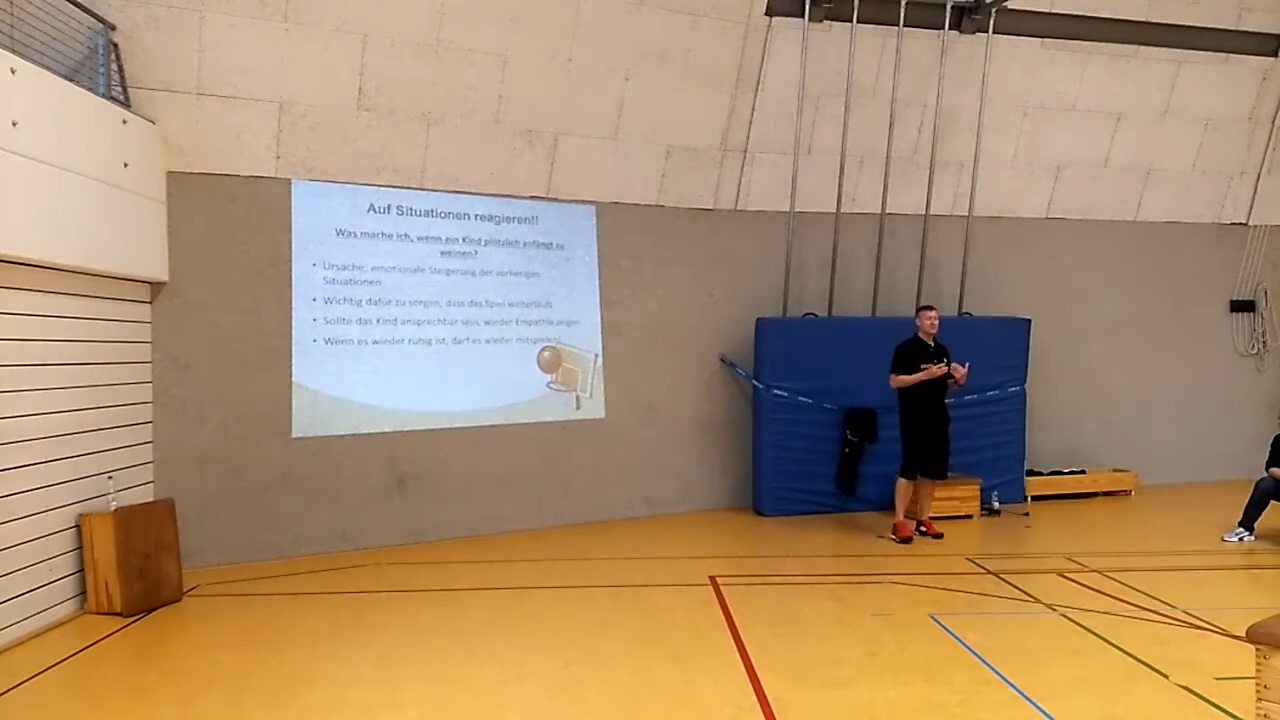 Auf Situationen reagieren!!
Was mache ich, wenn ein Kind plötzlich anfängt zu
weinen?
• Ursache: emotionale Steigerung der vorherigen
Situationen
• Wichtig dafür zu sorgen, dass das Spiel weiterläuft
• Sollte das Kind ansprechbar sein, wieder Empathie zeigen
• Wenn es wieder ruhig ist, darf es wieder mitspielen!